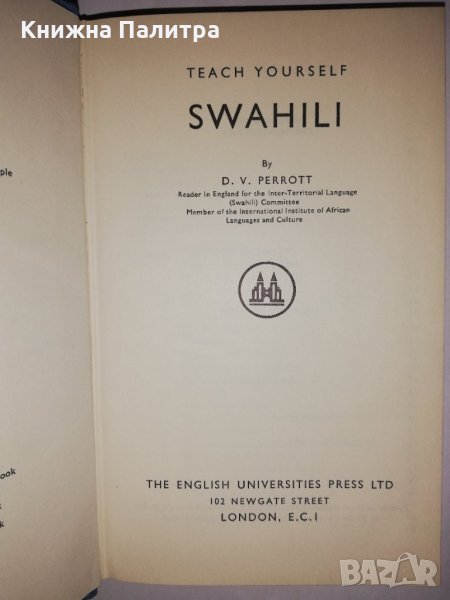 Книжна Палитра
TEACH YOURSELF
SWAHILI
By
D. V. PERROTT
Reader in England for the Inter-Territorial Language
(Swahili) Committee
Member of the International Institute of African
Languages and Culture
THE ENGLISH UNIVERSITIES PRESS LTD
102 NEWGATE STREET
LONDON, E.C.1
BAZAR